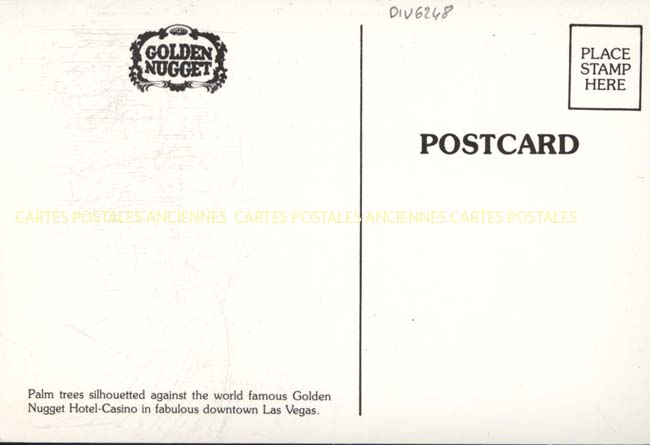 DIV6248
GOLDEN
NUGGET
PLACE
STAMP
HERE
POSTCARD
CARTES POSTALES ANCIENNES CARTES POSTALES ANCIENNES CARTES POSTALES
Palm trees silhouetted against the world famous Golden
Nugget Hotel-Casino in fabulous downtown Las Vegas.